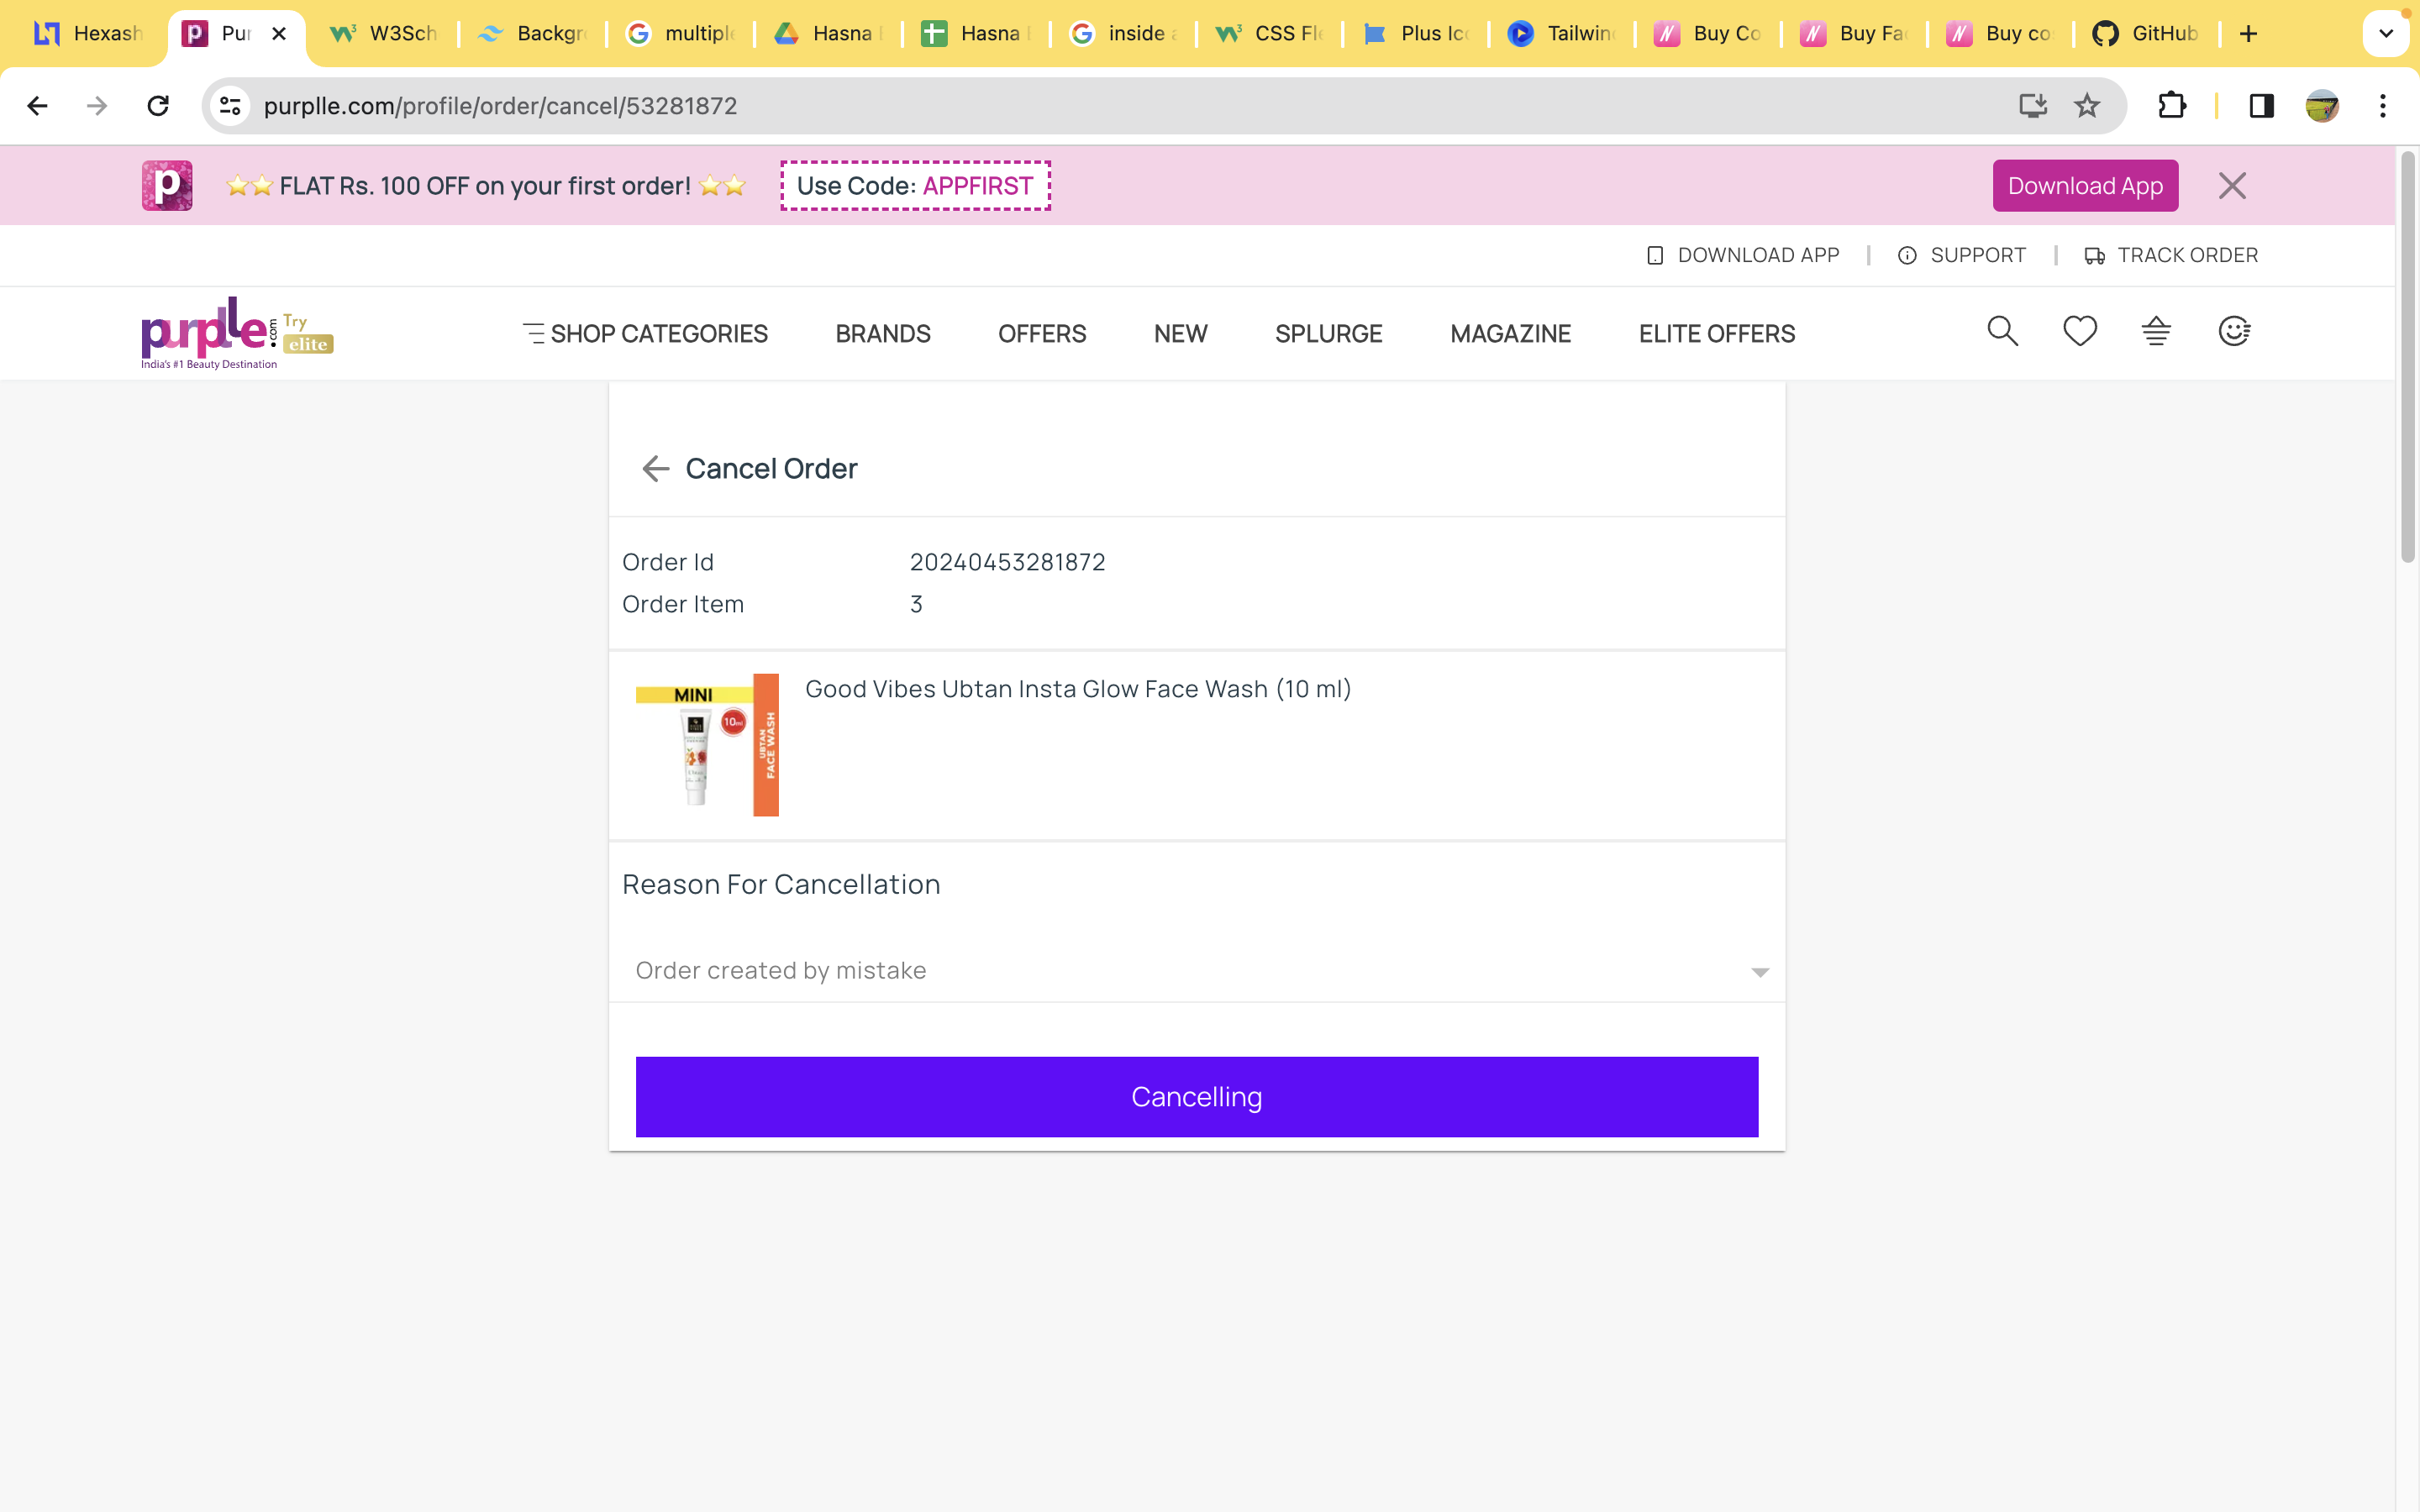 Hexash
Pur
W3Sch
Backgr
multiple
Hasna
Hasna
inside a
CSS Fle
Plus Ico
Tailwin
Buy Co
Buy Fa
Buy co
GitHub
purplle.com/profile/order/cancel/53281872
p
⭐⭐ FLAT Rs. 100 OFF on your first order! ⭐⭐
Use Code: APPFIRST
Download App
DOWNLOAD APP
SUPPORT
TRACK ORDER
purplle.com
Try
elite
India's #1 Beauty Destination
SHOP CATEGORIES
BRANDS
OFFERS
NEW
SPLURGE
MAGAZINE
ELITE OFFERS
Cancel Order
Order Id 20240453281872
Order Item 3
MINI
10ml
UBTAN
FACE WASH
Good Vibes Ubtan Insta Glow Face Wash (10 ml)
Reason For Cancellation
Order created by mistake
Cancelling